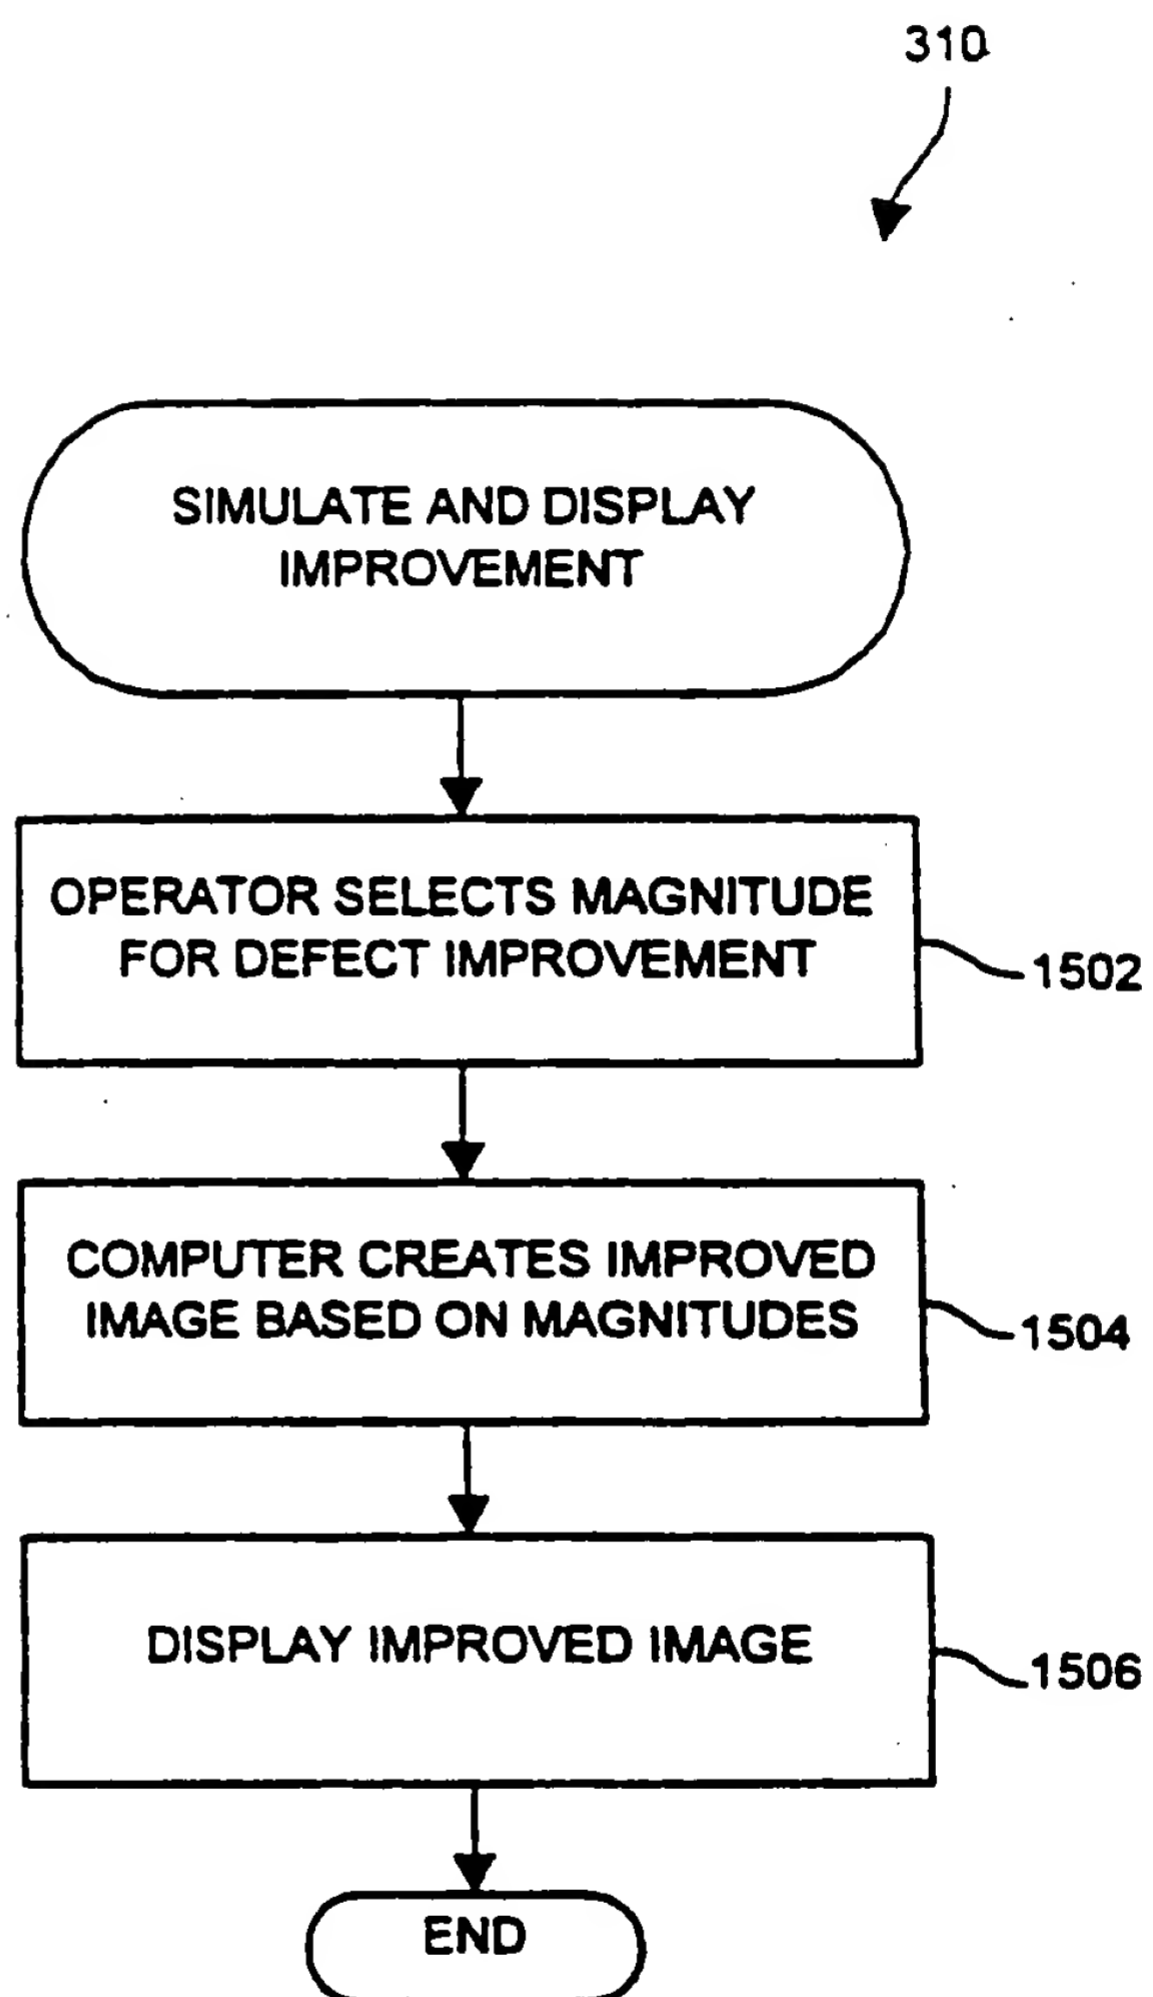 310
SIMULATE AND DISPLAY
IMPROVEMENT
OPERATOR SELECTS MAGNITUDE
FOR DEFECT IMPROVEMENT
1502
COMPUTER CREATES IMPROVED
IMAGE BASED ON MAGNITUDES
1504
DISPLAY IMPROVED IMAGE
1506
END